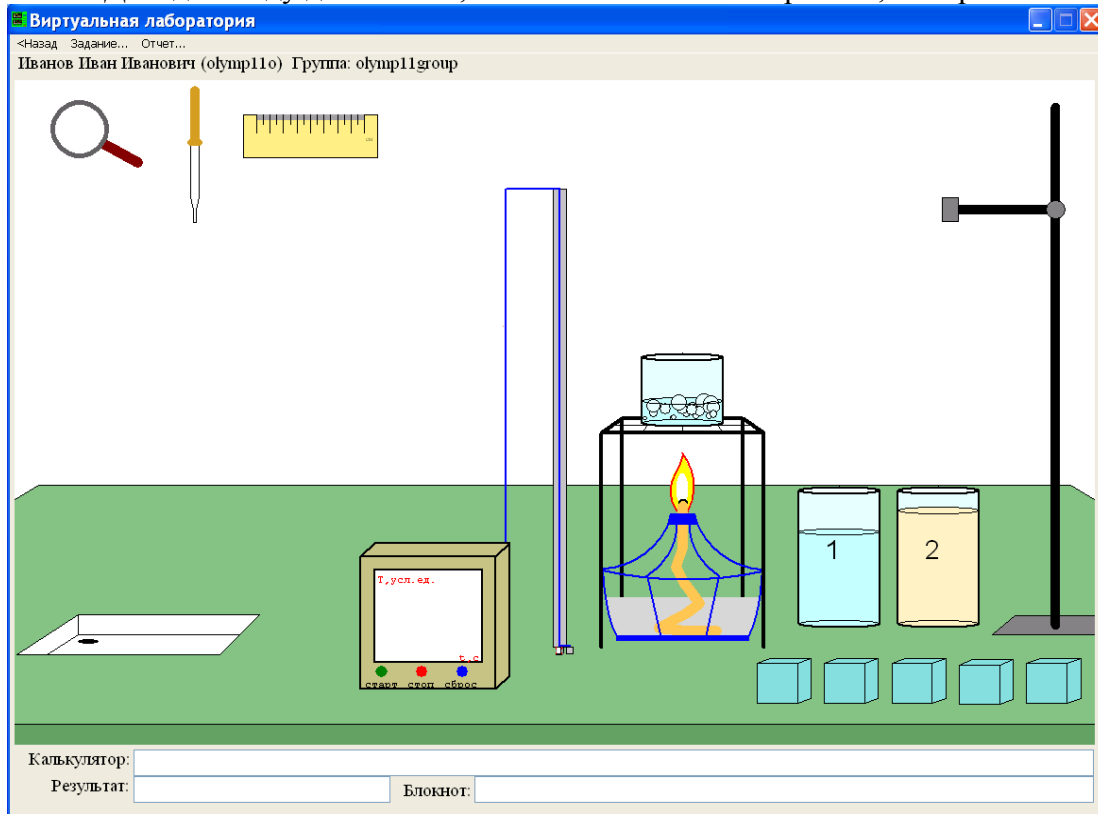 Виртуальная лаборатория
<Назад Задание... Отчет...
Иванов Иван Иванович (olymp11o) Группа: olymp11group
T,усл.ед.
t,c
старт стоп сброс
1
2
Калькулятор:
Результат:
Блокнот: